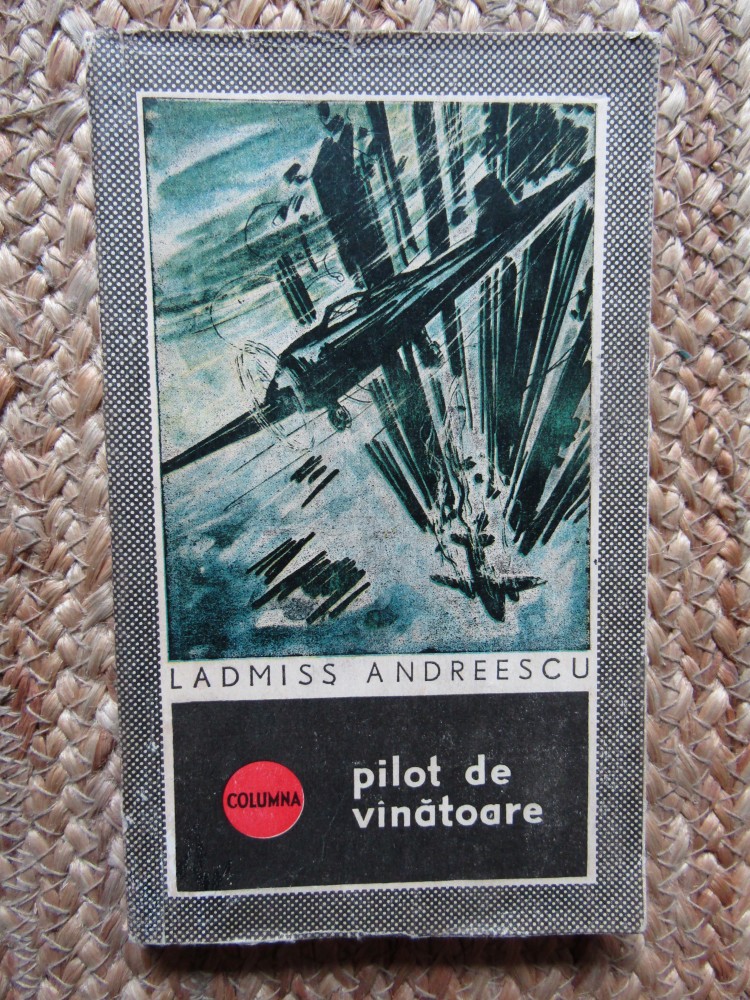 LADMISS ANDREESCU
COLUMNA
pilot de
vînătoare